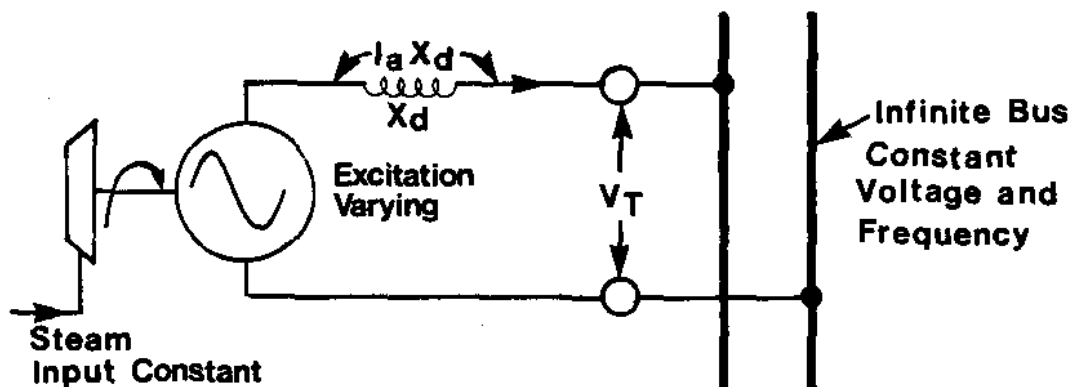 IaXd
Xd
Excitation
Varying
VT
Infinite Bus
Constant
Voltage and
Frequency
Steam
Input Constant